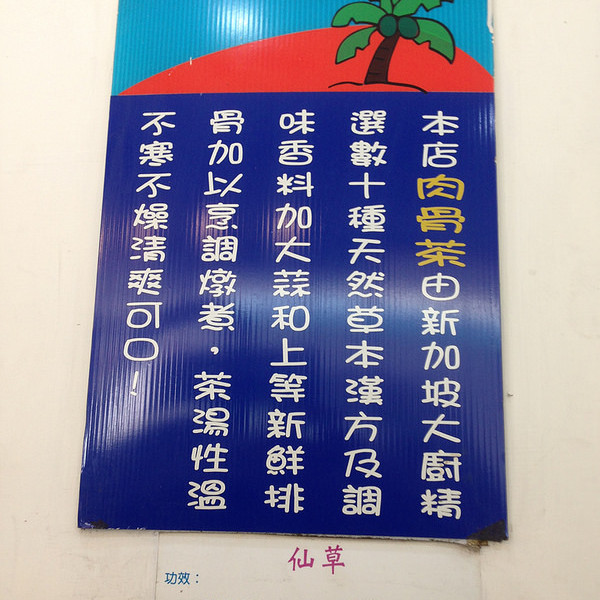 本店肉骨茶由新加坡大廚精
選數十種天然草本漢方及調
味香料加大蒜和上等新鮮排
骨加以烹調燉煮，茶湯性溫
不寒不燥清爽可口！
仙草
功效：